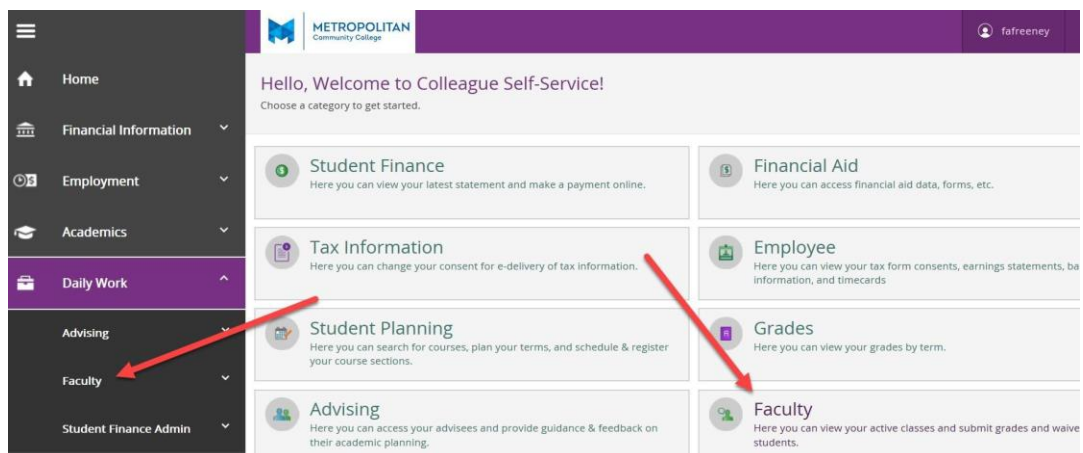 METROPOLITAN
Community College
fafreeney
Home
Financial Information
Employment
Academics
Daily Work
Advising
Faculty
Student Finance Admin
Hello, Welcome to Colleague Self-Service!
Choose a category to get started.
Student Finance
Here you can view your latest statement and make a payment online.
Financial Aid
Here you can access financial aid data, forms, etc.
Tax Information
Here you can change your consent for e-delivery of tax information.
Employee
Here you can view your tax form consents, earnings statements, ba
information, and timecards
Student Planning
Here you can search for courses, plan your terms, and schedule & register
your course sections.
Grades
Here you can view your grades by term.
Advising
Here you can access your advisees and provide guidance & feedback on
their academic planning.
Faculty
Here you can view your active classes and submit grades and waive
students.